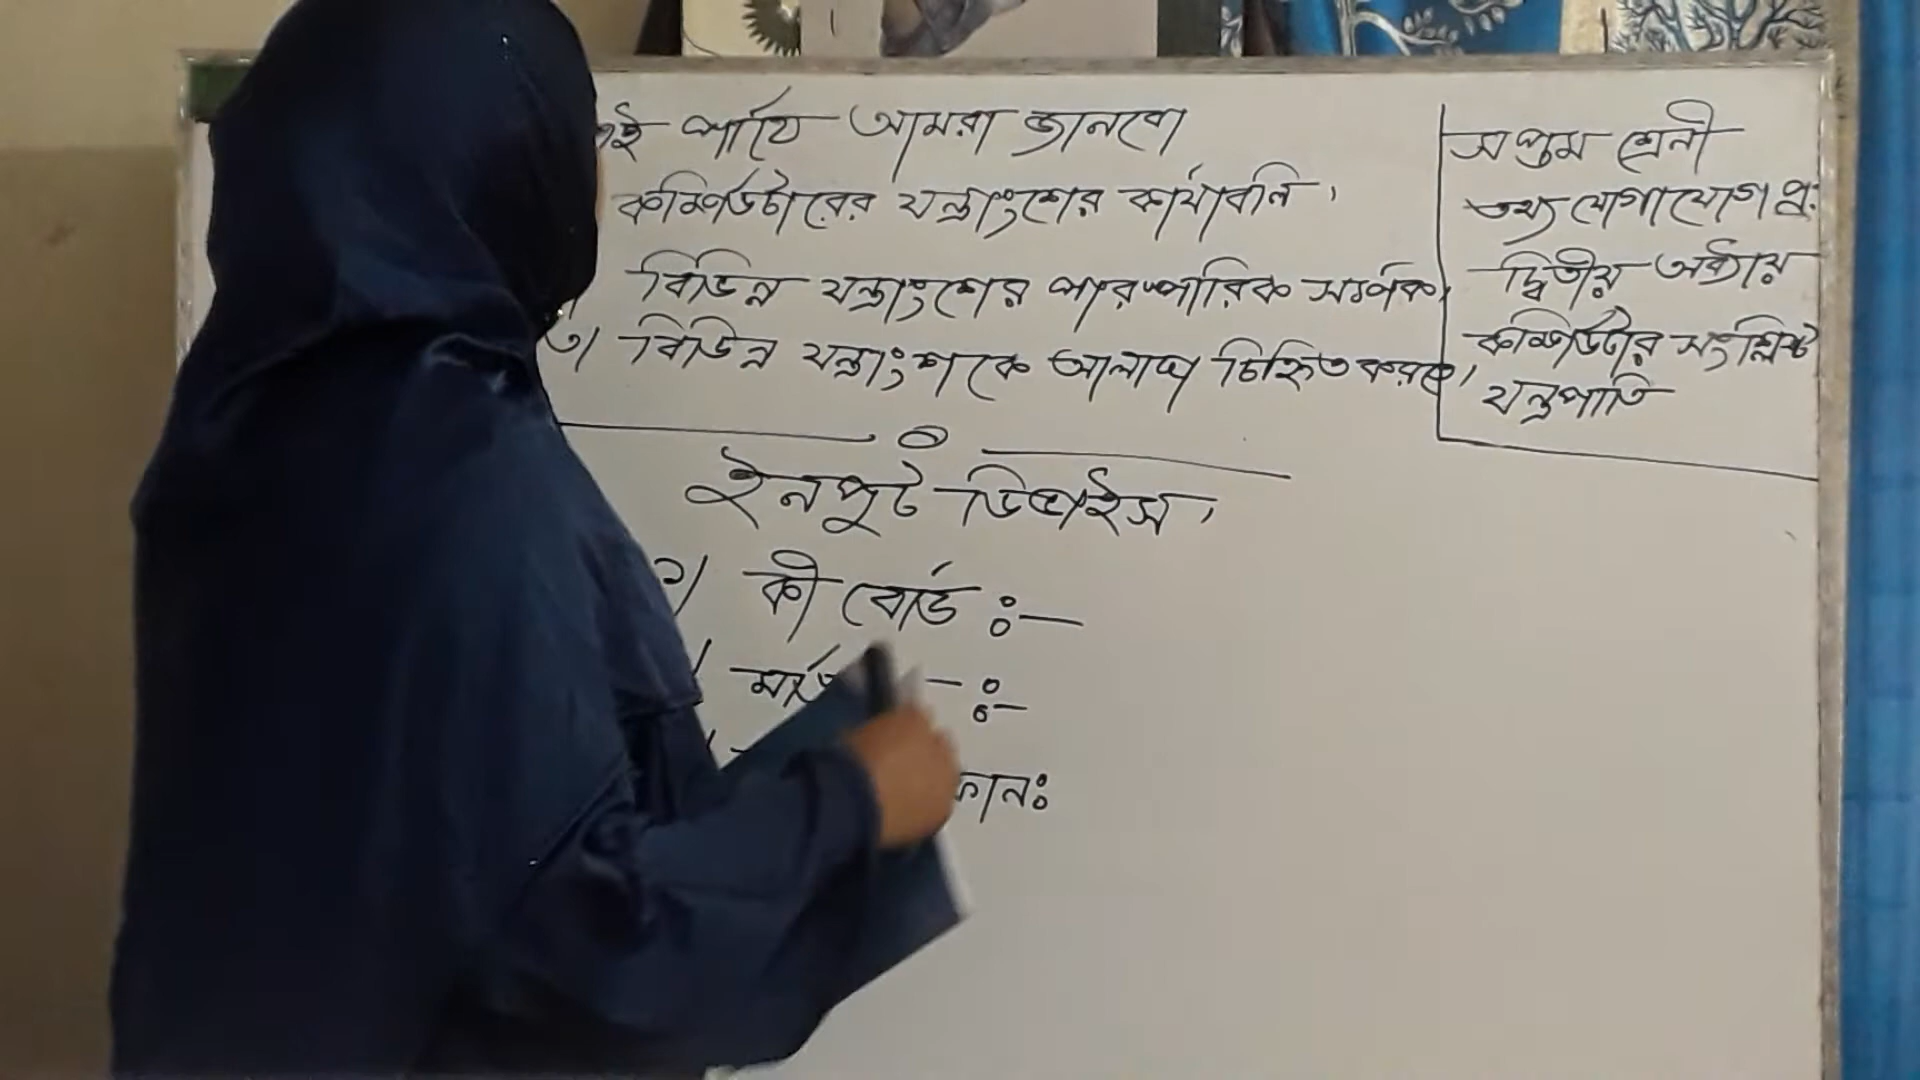 পাঠে আমরা জানবো
কম্পিউটারের যন্ত্রাংশের কার্যাবলি,
বিভিন্ন যন্ত্রাংশের পারস্পারিক সম্পর্ক,
৩) বিভিন্ন যন্ত্রাংশকে আলাদা চিহ্নিত করতে,
সপ্তম শ্রেনী
তথ্য যোগাযোগ প্র:
দ্বিতীয় অধ্যায়
কম্পিউটার সংশ্লিষ্ট
যন্ত্রপাতি
ইনপুট ডিভাইস,
১) কী বোর্ড ঃ—
ঃ—